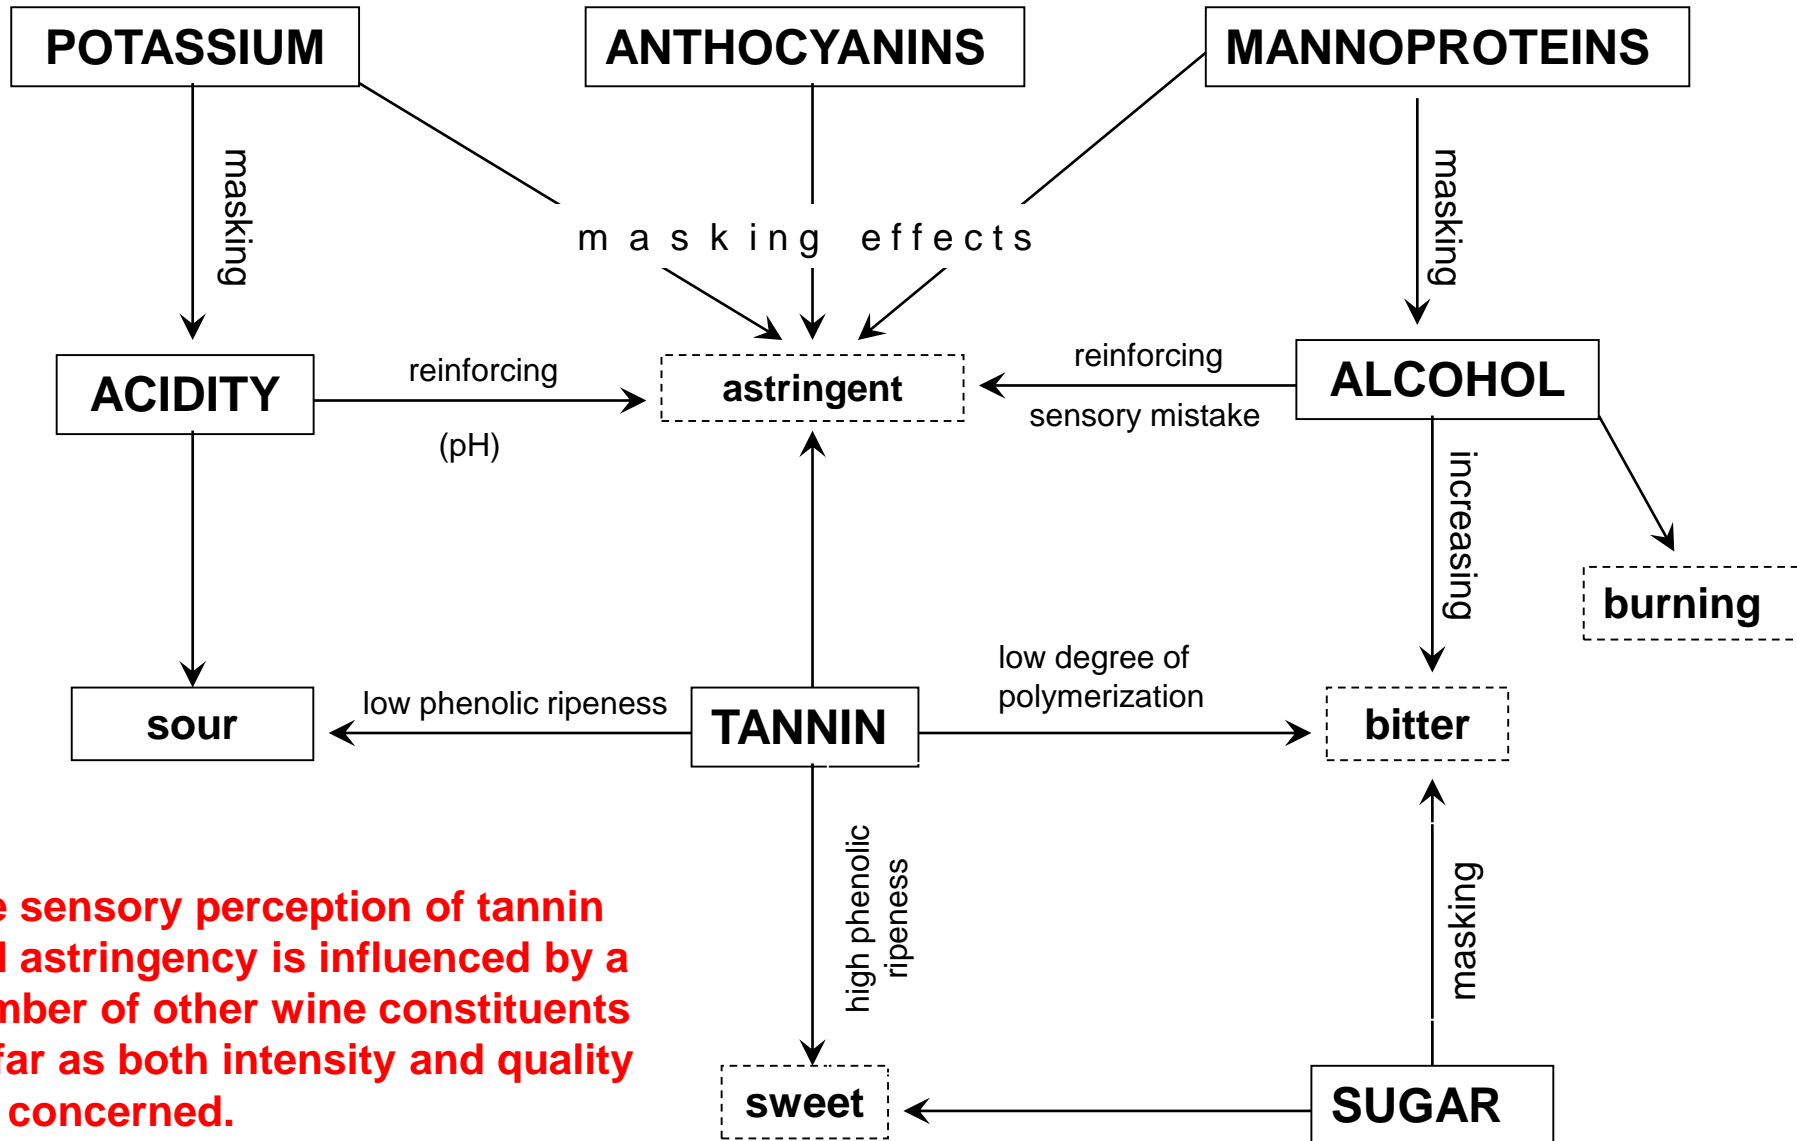 POTASSIUM
ANTHOCYANINS
MANNOPROTEINS
masking
masking
masking effects
ACIDITY
reinforcing
(pH)
astringent
reinforcing
sensory mistake
ALCOHOL
increasing
burning
sour
low phenolic ripeness
TANNIN
low degree of
polymerization
bitter
high phenolic
ripeness
masking
sensory perception of tannin
astringency is influenced by a
of other wine constituents
far as both intensity and quality
concerned.
sweet
SUGAR